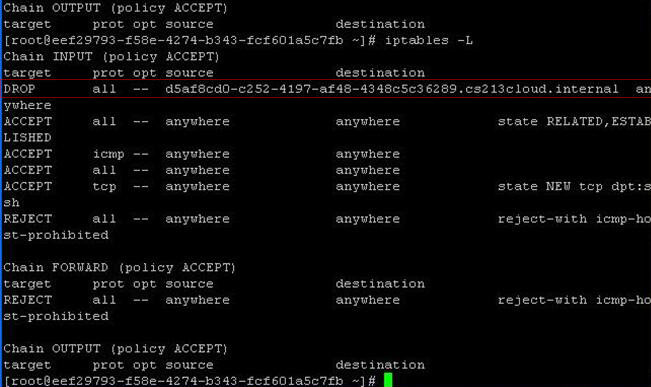 Chain OUTPUT (policy ACCEPT)
target     prot opt source               destination
[root@eef29793-f58e-4274-b343-fcf601a5c7fb ~]# iptables -L
Chain INPUT (policy ACCEPT)
target     prot opt source               destination
DROP       all  --  d5af8cd0-c252-4197-af48-4348c5c36289.cs213cloud.internal  an
ywhere
ACCEPT     all  --  anywhere             anywhere            state RELATED,ESTAB
LISHED
ACCEPT     icmp --  anywhere             anywhere
ACCEPT     all  --  anywhere             anywhere
ACCEPT     tcp  --  anywhere             anywhere            state NEW tcp dpt:s
sh
REJECT     all  --  anywhere             anywhere            reject-with icmp-ho
st-prohibited
Chain FORWARD (policy ACCEPT)
target     prot opt source               destination
REJECT     all  --  anywhere             anywhere            reject-with icmp-ho
st-prohibited
Chain OUTPUT (policy ACCEPT)
target     prot opt source               destination
[root@eef29793-f58e-4274-b343-fcf601a5c7fb ~]#